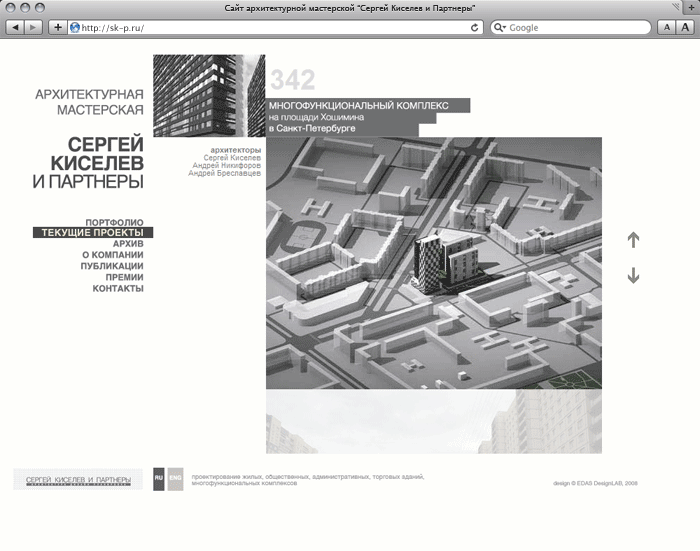 Сайт архитектурной мастерской "Сергей Киселев и Партнеры"
http://sk-p.ru/
Google
A A
АРХИТЕКТУРНАЯ
МАСТЕРСКАЯ
СЕРГЕЙ
КИСЕЛЕВ
И ПАРТНЕРЫ
ПОРТФОЛИО
ТЕКУЩИЕ ПРОЕКТЫ
АРХИВ
О КОМПАНИИ
ПУБЛИКАЦИИ
ПРЕМИИ
КОНТАКТЫ
342
МНОГОФУНКЦИОНАЛЬНЫЙ КОМПЛЕКС
на площади Хошимина
в Санкт-Петербурге
архитекторы
Сергей Киселев
Андрей Никифоров
Андрей Бреславцев
СЕРГЕЙ КИСЕЛЕВ И ПАРТНЕРЫ
RU ENG
проектирование жилых, общественных, административных, торговых зданий,
многофункциональных комплексов
design © EDAS DesignLAB, 2006